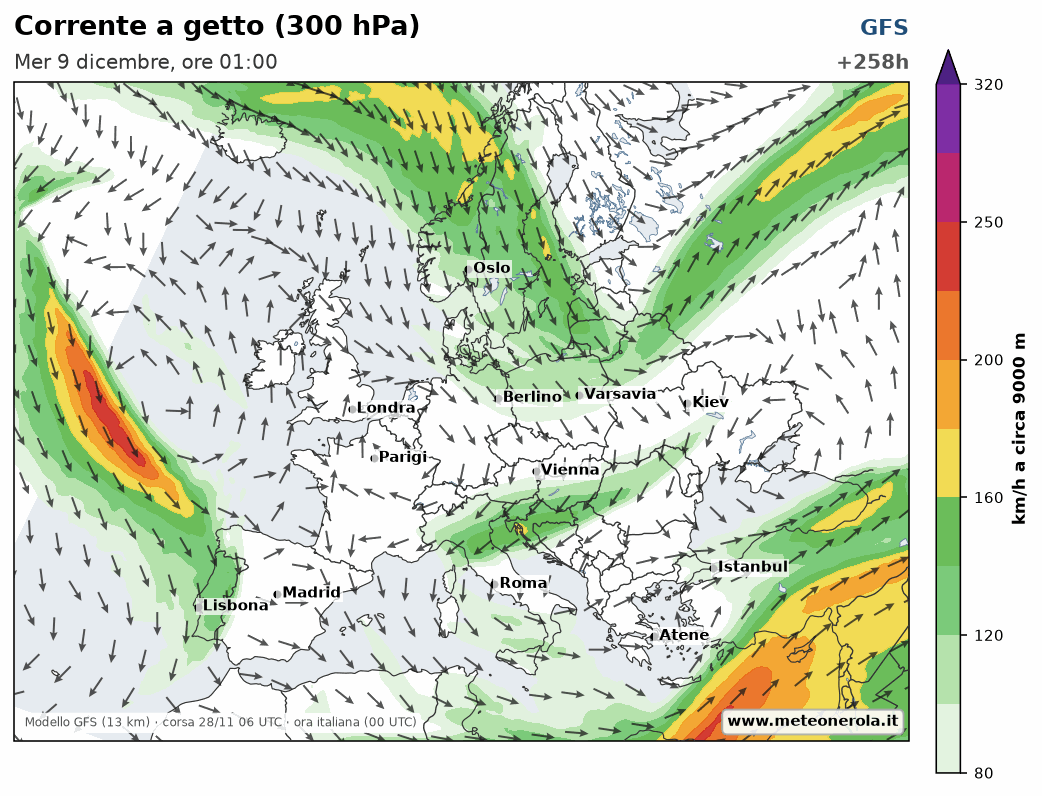 Corrente a getto (300 hPa)
GFS
Mer 9 dicembre, ore 01:00
+258h
320
250
200
160
120
80
km/h a circa 9000 m
Oslo
Berlino
Varsavia
Kiev
Londra
Parigi
Vienna
Istanbul
Roma
Madrid
Lisbona
Atene
Modello GFS (13 km) · corsa 28/11 06 UTC · ora italiana (00 UTC)
www.meteonerola.it